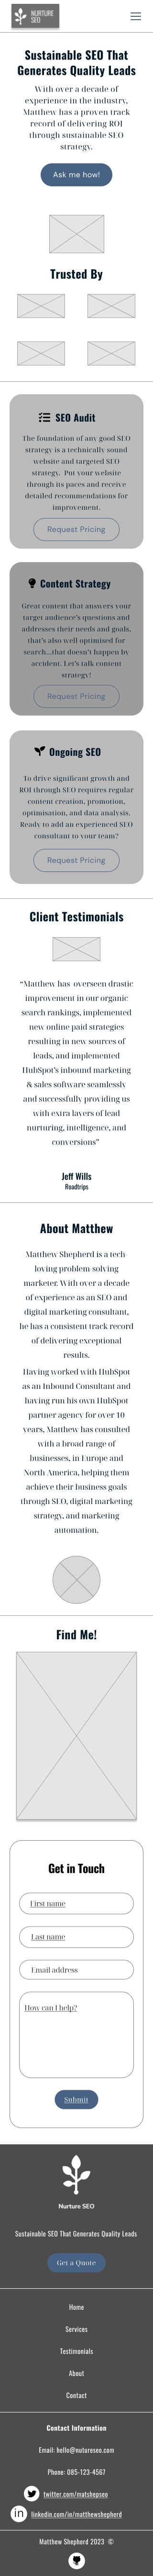 NURTURE
SEO
Sustainable SEO That
Generates Quality Leads
With over a decade of
experience in the industry,
Matthew has a proven track
record of delivering ROI
through sustainable SEO
strategy.
Ask me how!
Trusted By
SEO Audit
The foundation of any good SEO
strategy is a technically sound
website and targeted SEO
strategy. Put your website
through its paces and receive
detailed recommendations for
improvement.
Request Pricing
Content Strategy
Great content that answers your
target audience’s questions and
addresses their needs and goals,
that’s also well optimised for
search...that doesn’t happen by
accident. Let’s talk content
strategy!
Request Pricing
Ongoing SEO
To drive significant growth and
ROI through SEO requires regular
content creation, promotion,
optimisation, and data analysis.
Ready to add an experienced SEO
consultant to your team?
Request Pricing
Client Testimonials
“Matthew has overseen drastic
improvement in our organic
search rankings, implemented
new online paid strategies
resulting in new sources of
leads, and implemented
HubSpot’s inbound marketing
& sales software seamlessly
and successfully providing us
with extra layers of lead
nurturing, intelligence, and
conversions”
Jeff Wills
Roadtrips
About Matthew
Matthew Shepherd is a tech-
loving problem solving
marketer. With over a decade
of experience as an SEO and
digital marketing consultant,
he has a consistent track record
of delivering exceptional
results.
Having worked with HubSpot
as an Inbound Consultant and
having run his own HubSpot
partner agency for over 10
years, Matthew has consulted
with a broad range of
businesses, in Europe and
North America, helping them
achieve their business goals
through SEO, digital marketing
strategy, and marketing
automation.
Find Me!
Get in Touch
First name
Last name
Email address
How can I help?
Submit
Nurture SEO
Sustainable SEO That Generates Quality Leads
Get a Quote
Home
Services
Testimonials
About
Contact
Contact Information
Email: hello@nutureseo.com
Phone: 085-123-4567
twitter.com/matshepseo
linkedin.com/in/matthewshepherd
Matthew Shepherd 2023 ©